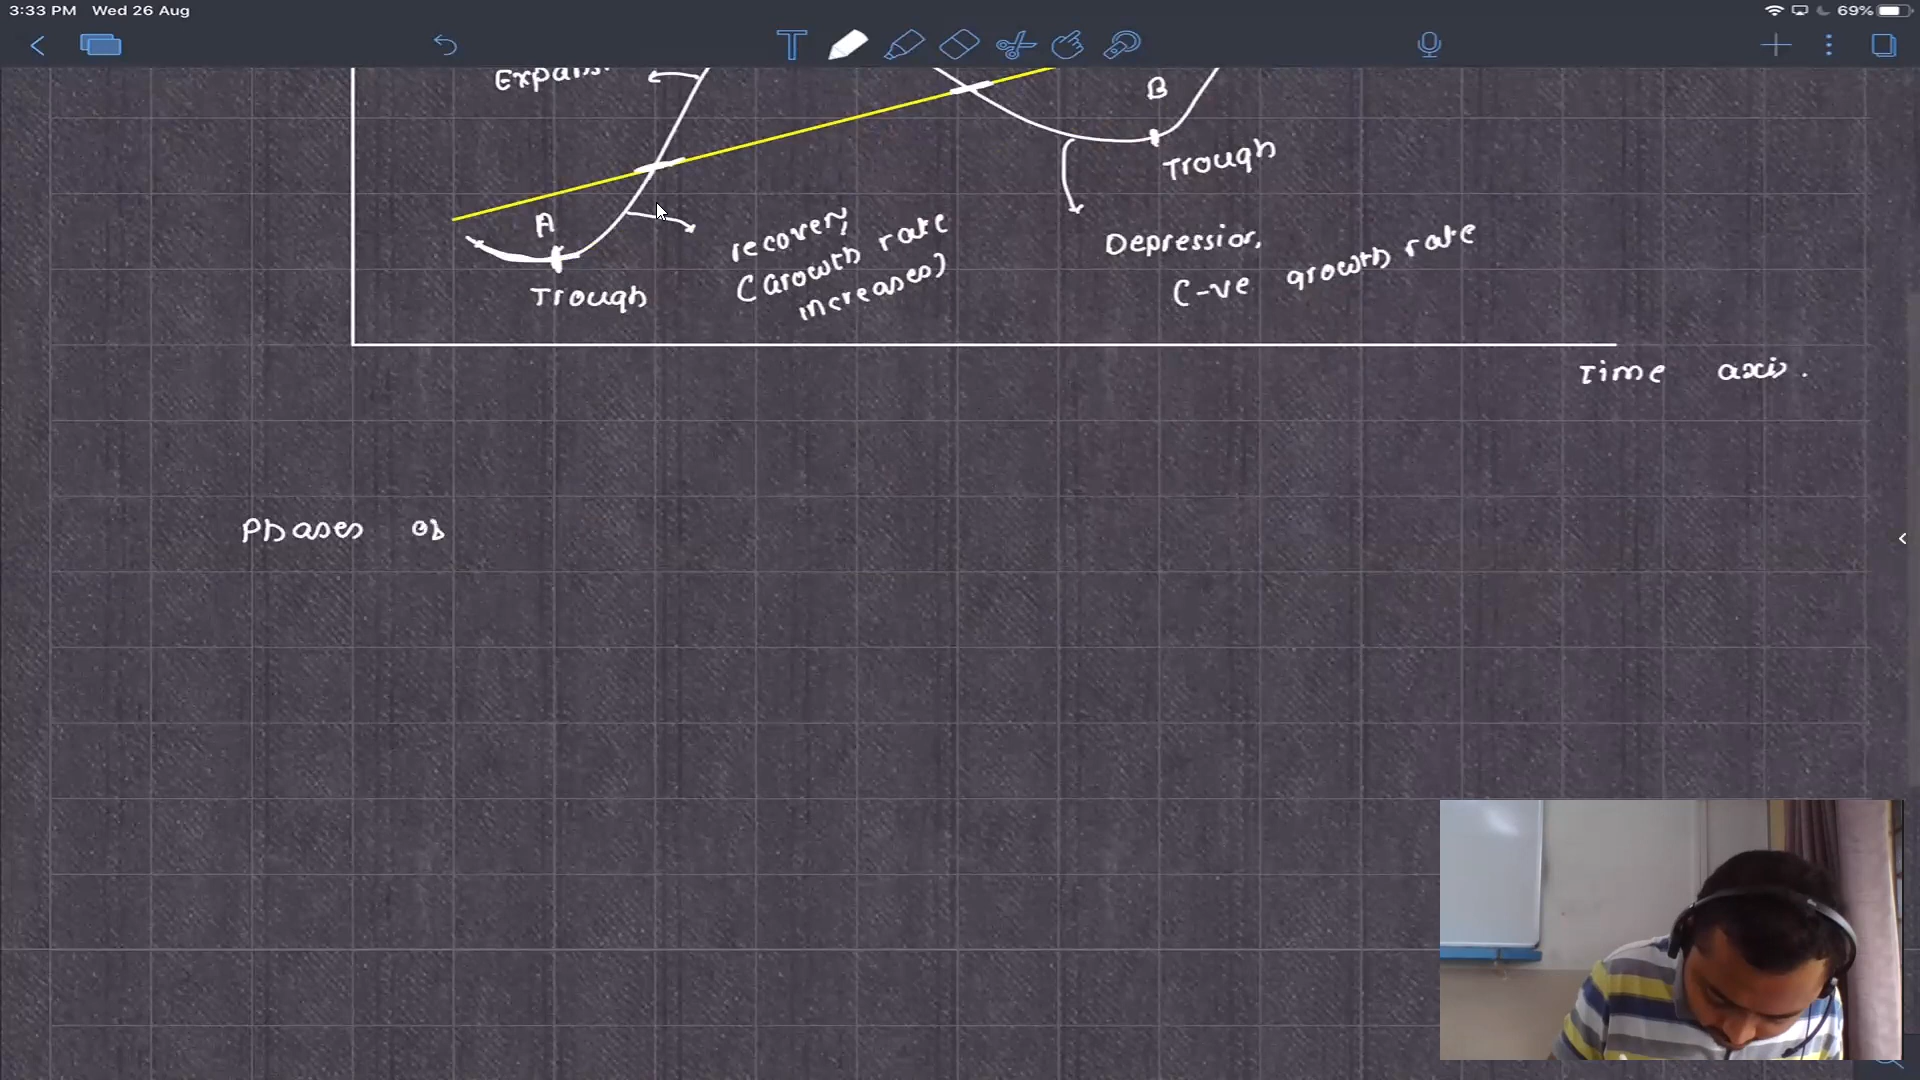 3:33 PM Wed 26 Aug
69%
T
Expans.
B
Trough
A
recovery
(Growth rate
increases)
Trough
Depression.
(-ve growth rate
Time axis.
Phases of